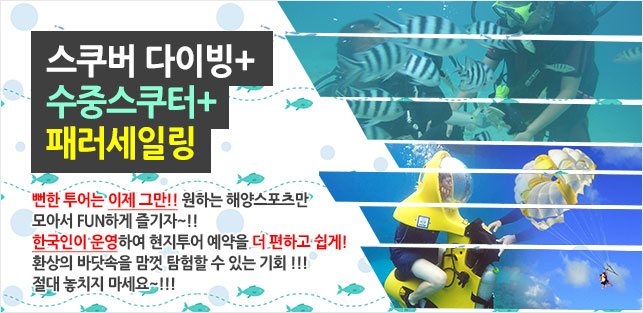 스쿠버 다이빙+
수중스쿠터+
패러세일링
뻔한 투어는 이제 그만!! 원하는 해양스포츠만
모아서 FUN하게 즐기자~!!
한국인이 운영하여 현지투어 예약을 더 편하고 쉽게!
환상의 바닷속을 맘껏 탐험할 수 있는 기회 !!!
절대 놓치지 마세요~!!!